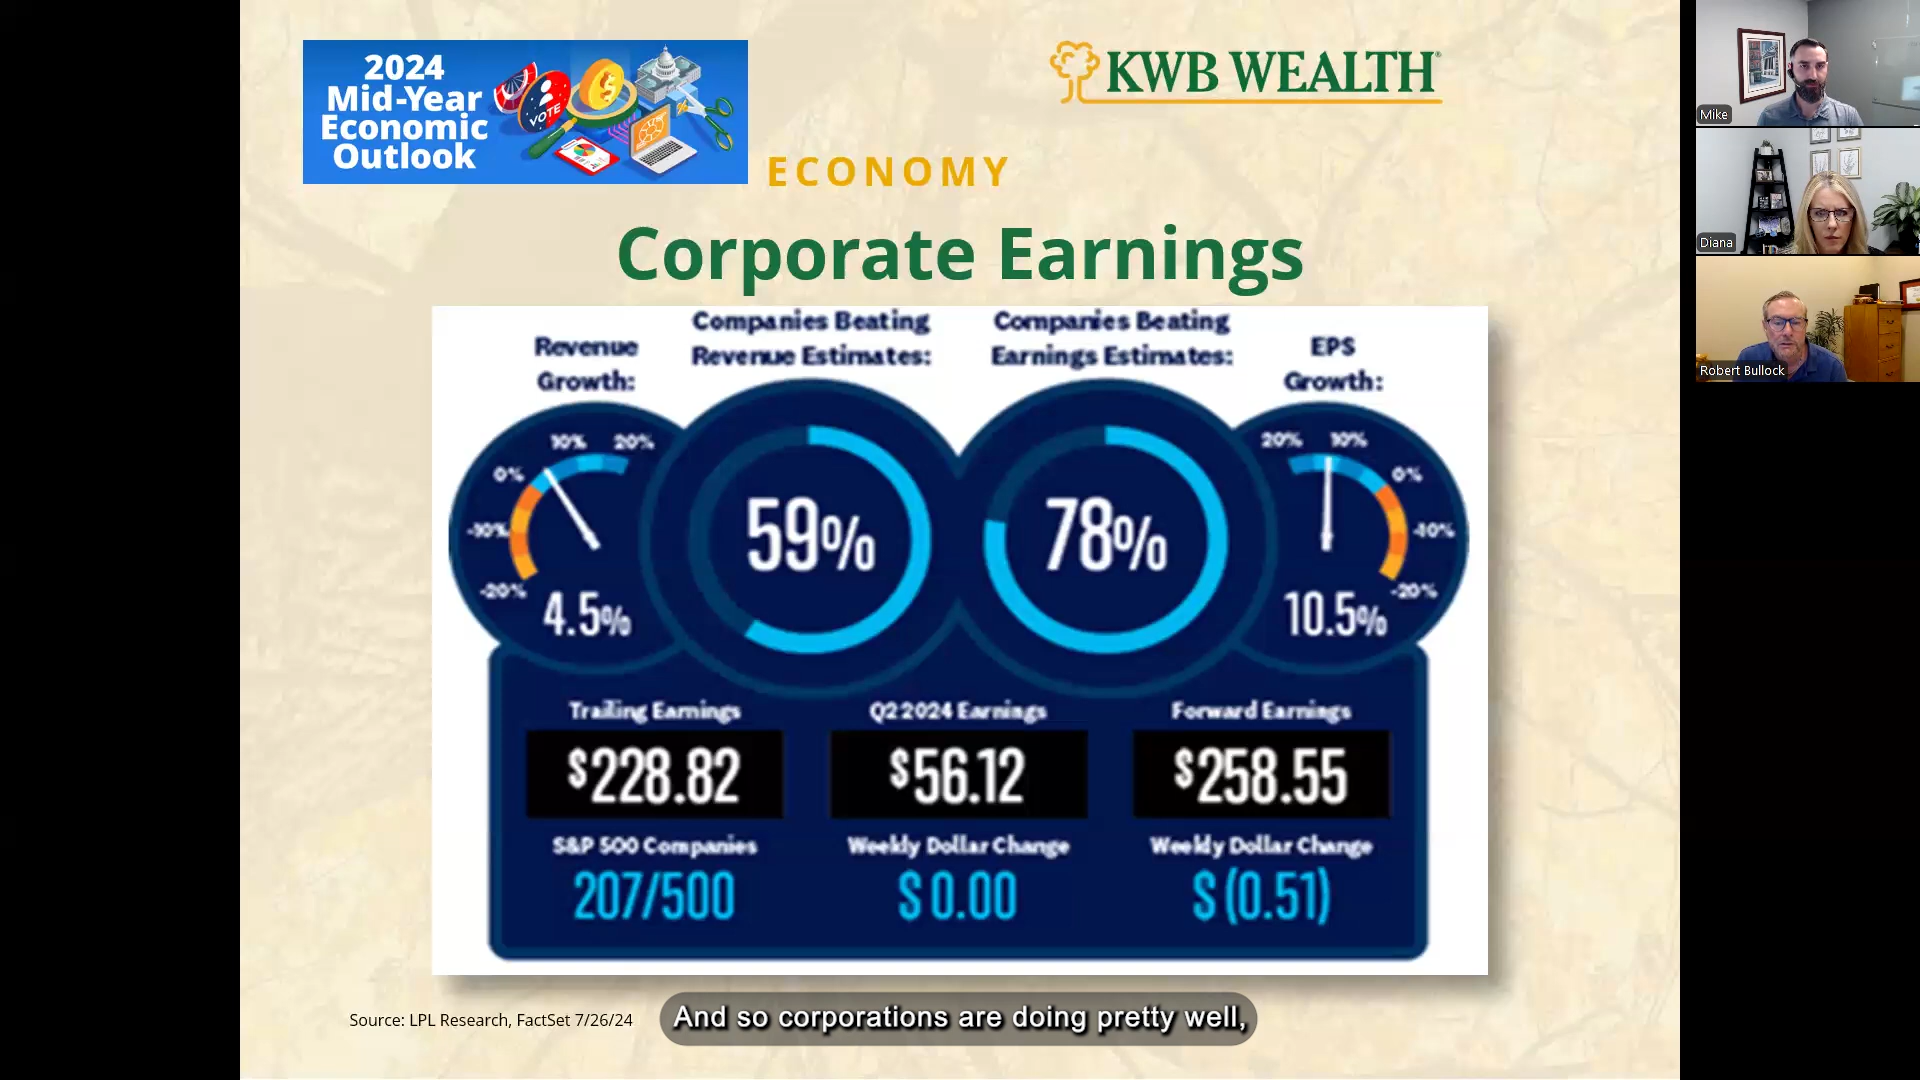 2024
Mid-Year
Economic
Outlook
VOTE
KWB WEALTH®
ECONOMY
Corporate Earnings
Revenue
Growth:
Companies Beating
Revenue Estimates:
Companies Beating
Earnings Estimates:
EPS
Growth:
10% 20%
0%
-10%
-20%
4.5%
59%
78%
20% 10%
0%
-10%
-20%
10.5%
Trailing Earnings
$228.82
Q2 2024 Earnings
$56.12
Forward Earnings
$258.55
S&P 500 Companies
207/500
Weekly Dollar Change
$ 0.00
Weekly Dollar Change
$ (0.51)
Source: LPL Research, FactSet 7/26/24
And so corporations are doing pretty well,
Mike
Diana
Robert Bullock